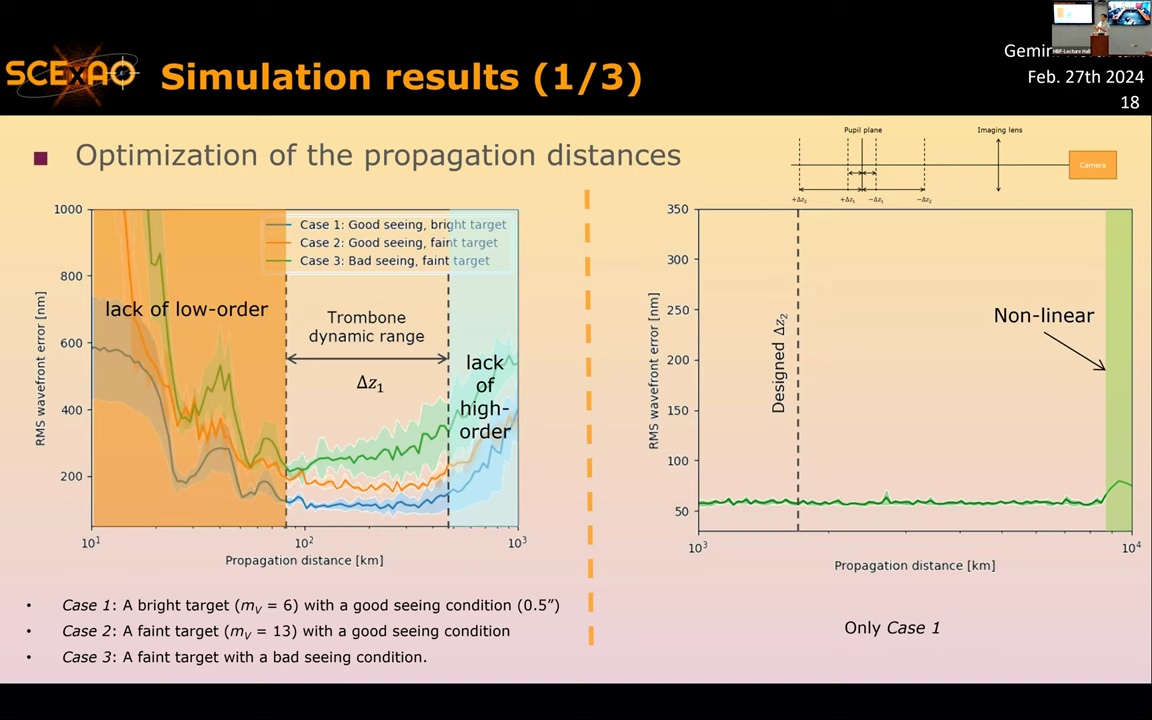 SCExAO
Simulation results (1/3)
Feb. 27th 2024
18
HBF-Lecture Hall
Optimization of the propagation distances
Pupil plane
Imaging lens
Camera
+Δz₂
+Δz₁
−Δz₁
−Δz₂
1000
800
600
400
200
RMS wavefront error [nm]
Case 1: Good seeing, bright target
Case 2: Good seeing, faint target
Case 3: Bad seeing, faint target
lack of low-order
Trombone
dynamic range
Δz₁
lack
of
high-
order
10¹
10²
10³
Propagation distance [km]
350
300
250
200
150
100
50
RMS wavefront error [nm]
Designed Δz₂
Non-linear
10³
10⁴
Propagation distance [km]
• Case 1: A bright target (mV = 6) with a good seeing condition (0.5”)
• Case 2: A faint target (mV = 13) with a good seeing condition
• Case 3: A faint target with a bad seeing condition.
Only Case 1